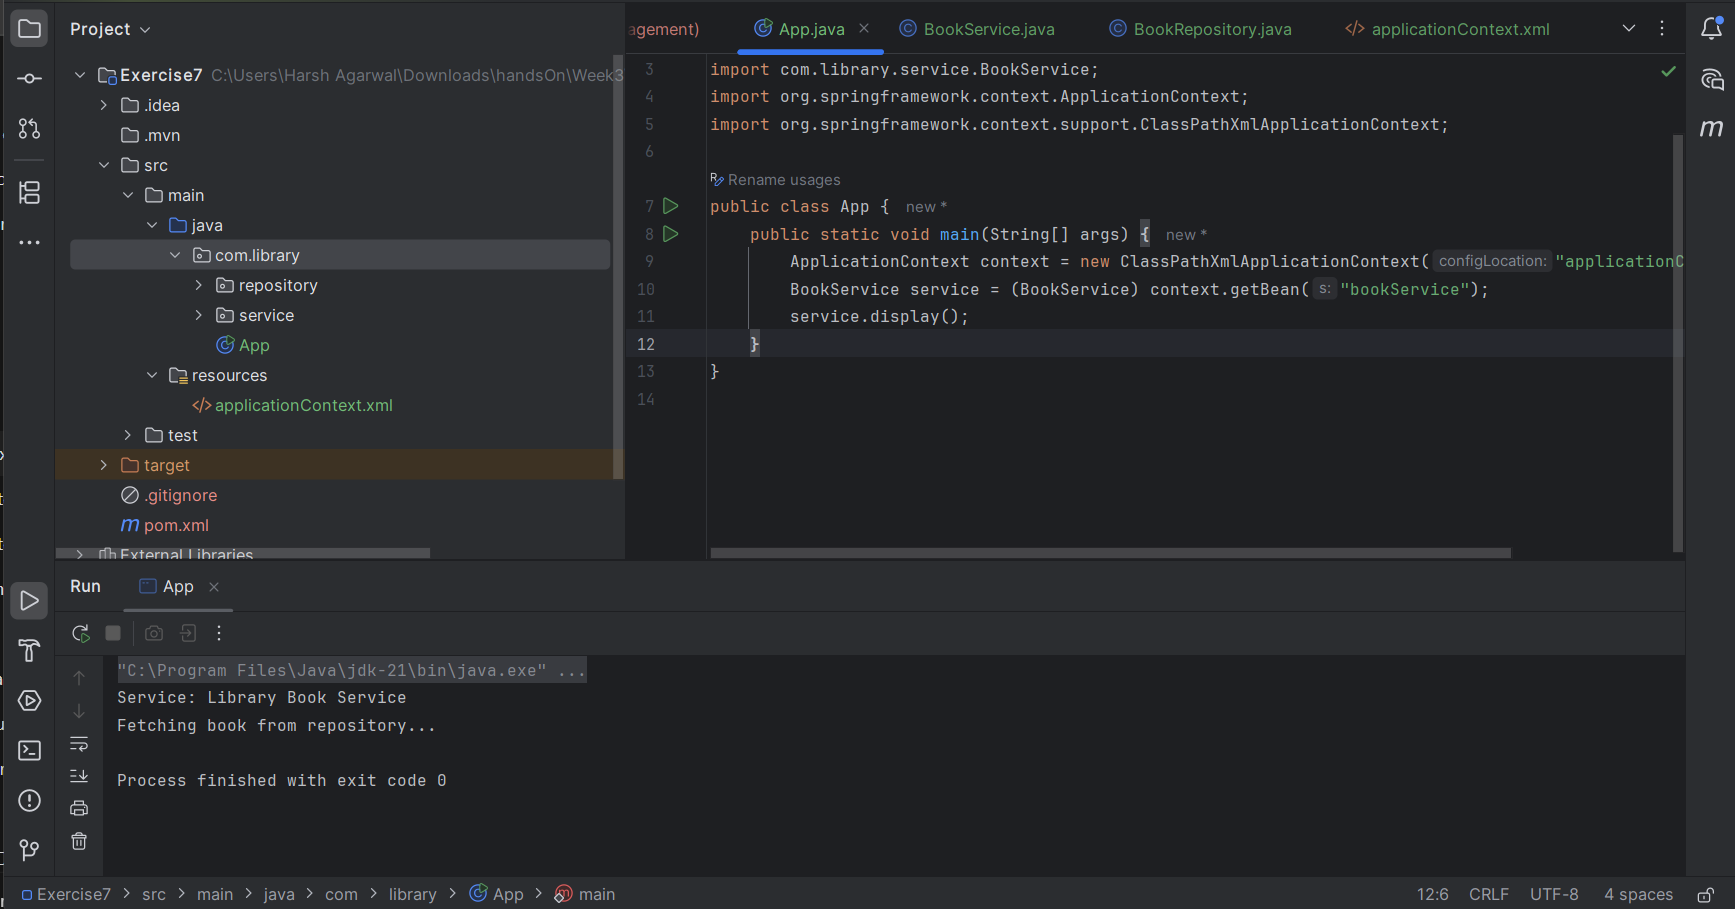 Project
Exercise7 C:\Users\Harsh Agarwal\Downloads\handsOn\Week3
.idea
.mvn
src
main
java
com.library
repository
service
App
resources
applicationContext.xml
test
target
.gitignore
pom.xml
External Libraries
agement) App.java BookService.java BookRepository.java applicationContext.xml
3 import com.library.service.BookService;
4 import org.springframework.context.ApplicationContext;
5 import org.springframework.context.support.ClassPathXmlApplicationContext;
6
Rename usages
7 public class App { new *
8 public static void main(String[] args) { new *
9 ApplicationContext context = new ClassPathXmlApplicationContext( configLocation: "applicationC
10 BookService service = (BookService) context.getBean( s: "bookService");
11 service.display();
12 }
13 }
14
Run App
"C:\Program Files\Java\jdk-21\bin\java.exe" ...
Service: Library Book Service
Fetching book from repository...
Process finished with exit code 0
Exercise7 > src > main > java > com > library > App > main 12:6 CRLF UTF-8 4 spaces